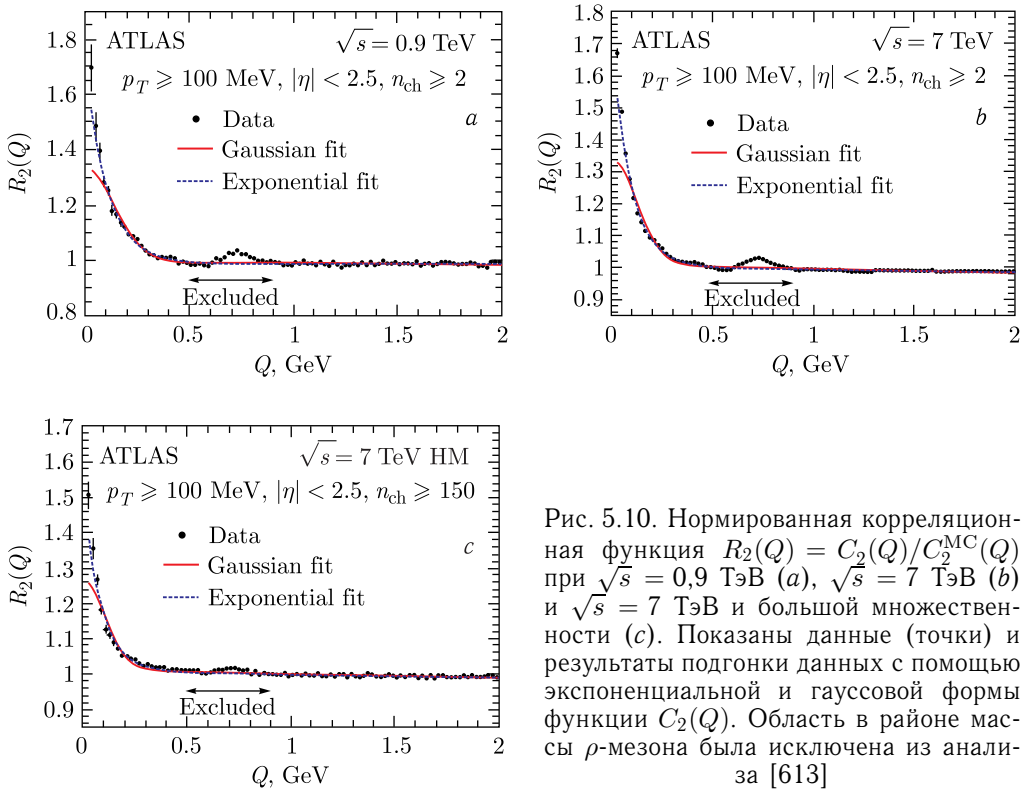 1.8
1.6
1.4
1.2
1
0.8
R₂(Q)
ATLAS
√s = 0.9 TeV
p_T ⩾ 100 MeV, |η| < 2.5, n_ch ⩾ 2
a
Data
Gaussian fit
Exponential fit
Excluded
0 0.5 1 1.5 2
Q, GeV
1.8
1.7
1.6
1.5
1.4
1.3
1.2
1.1
1
0.9
R₂(Q)
ATLAS
√s = 7 TeV
p_T ⩾ 100 MeV, |η| < 2.5, n_ch ⩾ 2
b
Data
Gaussian fit
Exponential fit
Excluded
0 0.5 1 1.5 2
Q, GeV
1.7
1.6
1.5
1.4
1.3
1.2
1.1
1
0.9
R₂(Q)
ATLAS
√s = 7 TeV HM
p_T ⩾ 100 MeV, |η| < 2.5, n_ch ⩾ 150
c
Data
Gaussian fit
Exponential fit
Excluded
0 0.5 1 1.5 2
Q, GeV
Рис. 5.10. Нормированная корреляцион-
ная функция R₂(Q) = C₂(Q)/C₂^MC(Q)
при √s = 0,9 ТэВ (a), √s = 7 ТэВ (b)
и √s = 7 ТэВ и большой множествен-
ности (c). Показаны данные (точки) и
результаты подгонки данных с помощью
экспоненциальной и гауссовой формы
функции C₂(Q). Область в районе мас-
сы ρ-мезона была исключена из анали-
за [613]